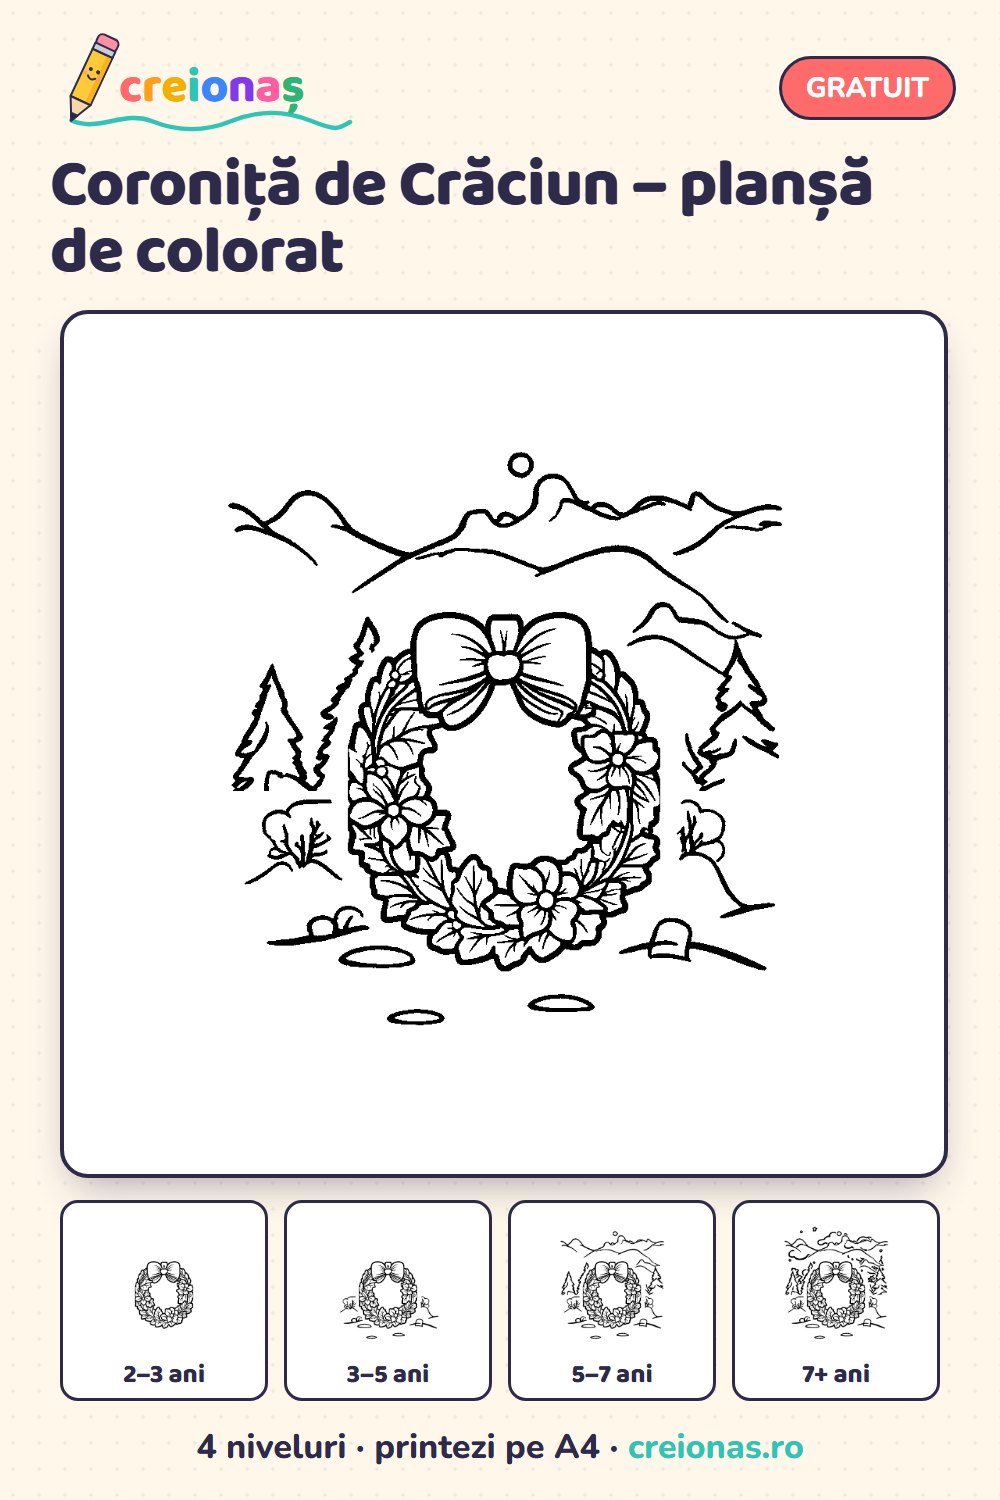 creionaș
GRATUIT
Coroniță de Crăciun – planșă
de colorat
2–3 ani
3–5 ani
5–7 ani
7+ ani
4 niveluri · printezi pe A4 · creionas.ro